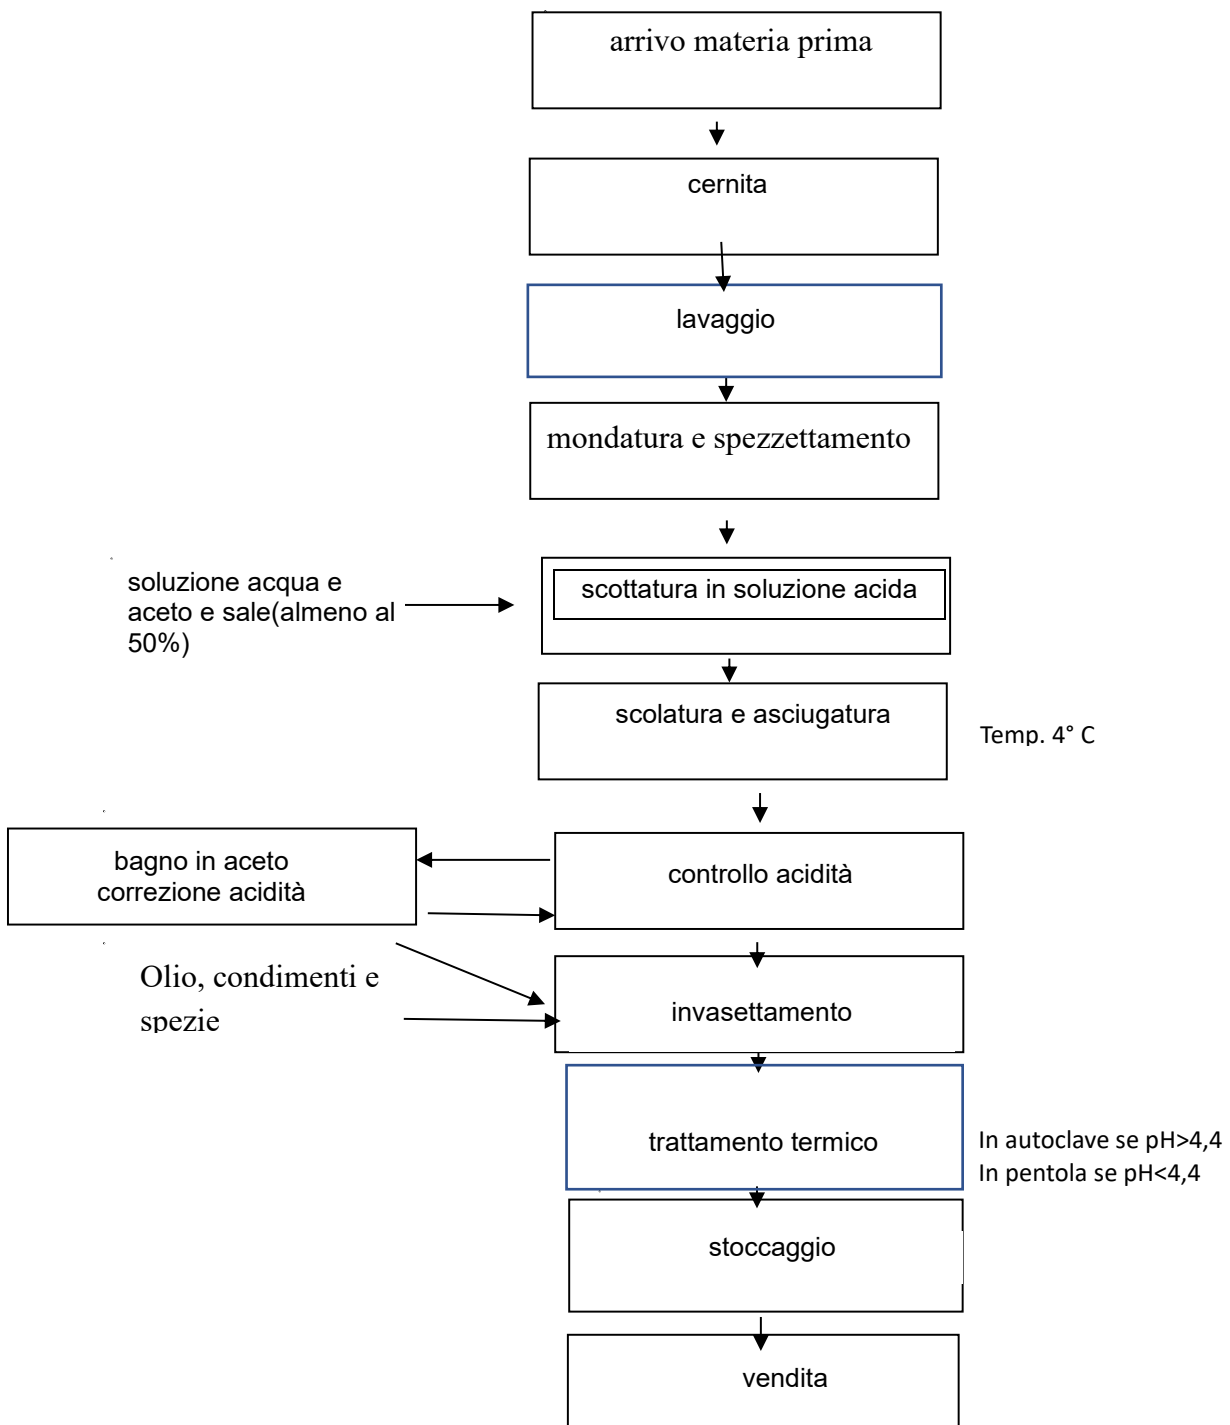 arrivo materia prima
cernita
lavaggio
mondatura e spezzettamento
soluzione acqua e
aceto e sale(almeno al
50%)
scottatura in soluzione acida
scolatura e asciugatura
Temp. 4° C
bagno in aceto
correzione acidità
controllo acidità
Olio, condimenti e
spezie
invasettamento
trattamento termico
In autoclave se pH>4,4
In pentola se pH<4,4
stoccaggio
vendita